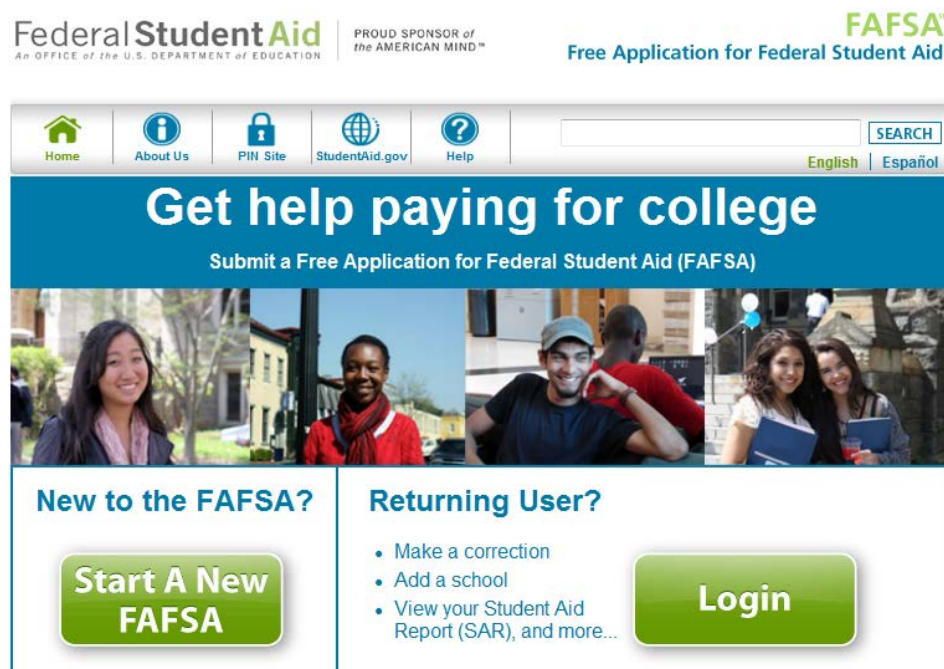 Federal Student Aid
An OFFICE of the U.S. DEPARTMENT of EDUCATION
PROUD SPONSOR of
the AMERICAN MIND™
FAFSA
Free Application for Federal Student Aid
Home
About Us
PIN Site
StudentAid.gov
Help
SEARCH
English | Español
Get help paying for college
Submit a Free Application for Federal Student Aid (FAFSA)
New to the FAFSA?
Start A New
FAFSA
Returning User?
• Make a correction
• Add a school
• View your Student Aid
Report (SAR), and more...
Login